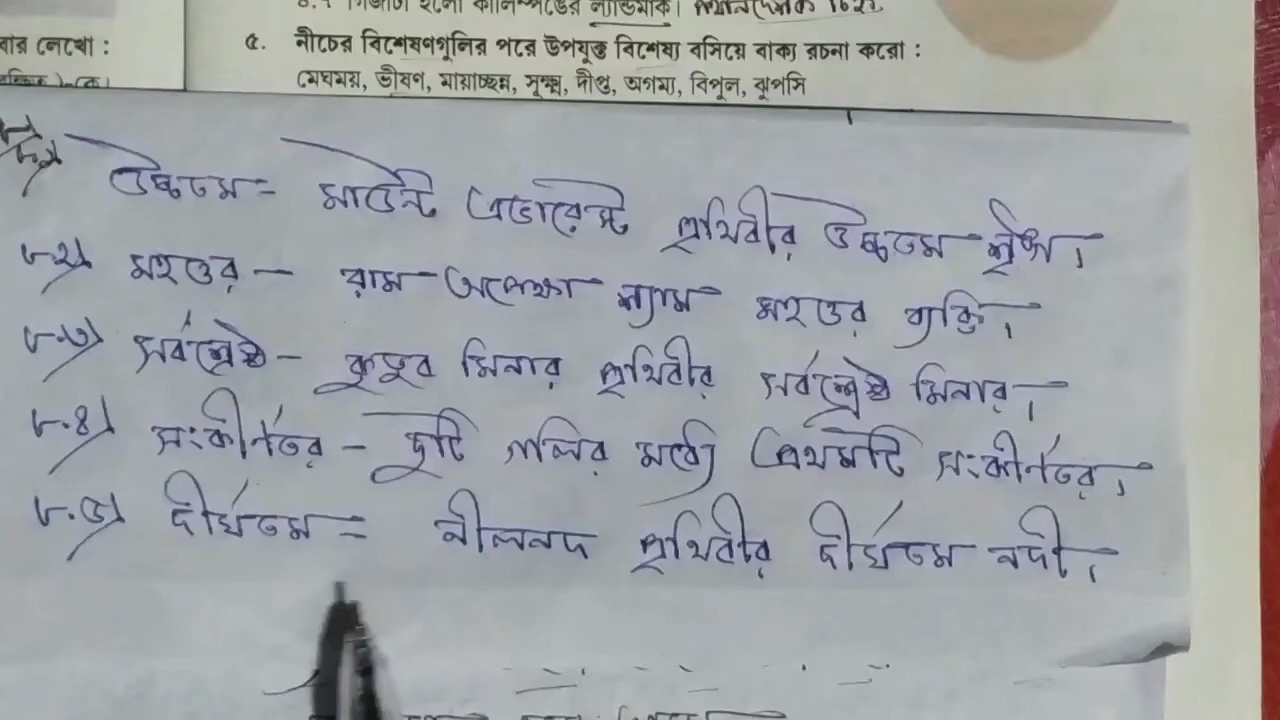 বার লেখো :
৫. নীচের বিশেষণগুলির পরে উপযুক্ত বিশেষ্য বসিয়ে বাক্য রচনা করো :
মেঘময়, ভীষণ, মায়াচ্ছন্ন, সূক্ষ্ম, দীপ্ত, অগম্য, বিপুল, ঝুপসি
উচ্চতম = মাউন্ট এভারেস্ট পৃথিবীর উচ্চতম শৃঙ্গ।
৮.২) মহত্তর - রাম অপেক্ষা শ্যাম মহত্তর ব্যক্তি।
৮.৩) সর্বশ্রেষ্ঠ - কুতুব মিনার পৃথিবীর সর্বশ্রেষ্ঠ মিনার।
৮.৪) সংকীর্ণতর - দুটি গলির মধ্যে প্রথমটি সংকীর্ণতর।
৮.৫) দীর্ঘতম = নীলনদ পৃথিবীর দীর্ঘতম নদী।